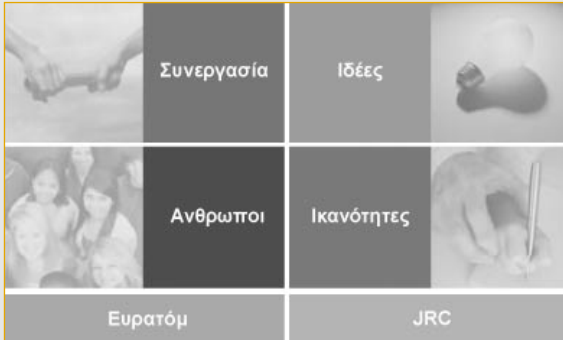 Συνεργασία
Ιδέες
Ανθρωποι
Ικανότητες
Ευρατόμ
JRC